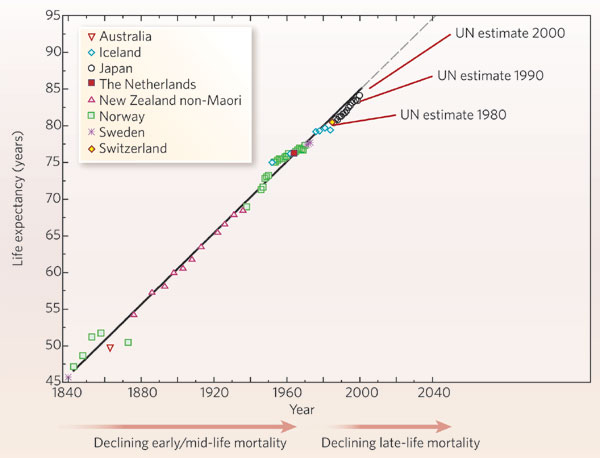 95
90
85
80
75
70
65
60
55
50
45
Life expectancy (years)
Australia
Iceland
Japan
The Netherlands
New Zealand non-Maori
Norway
Sweden
Switzerland
UN estimate 2000
UN estimate 1990
UN estimate 1980
1840 1880 1920 1960 2000 2040
Year
Declining early/mid-life mortality Declining late-life mortality